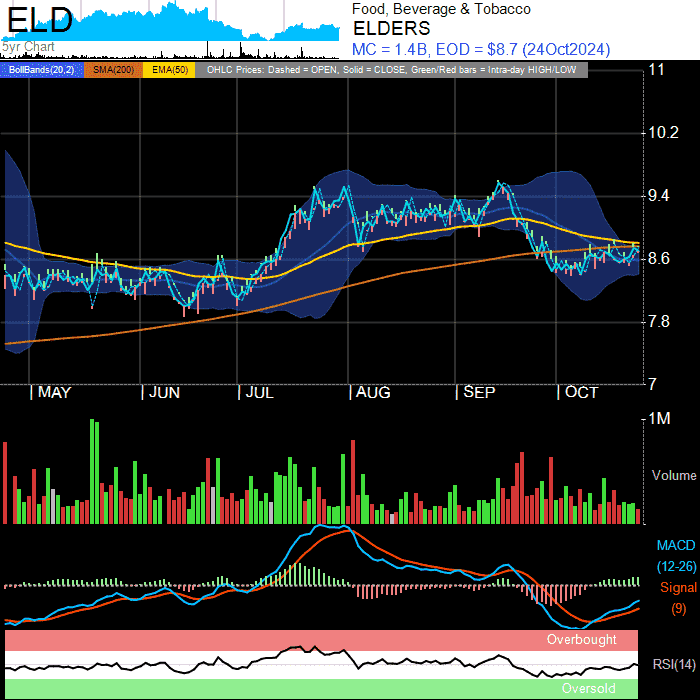 ELD
5yr Chart
Food, Beverage & Tobacco
ELDERS
MC = 1.4B, EOD = $8.7 (24Oct2024)
BollBands(20,2) SMA(200) EMA(50) OHLC Prices: Dashed = OPEN, Solid = CLOSE, Green/Red bars = Intra-day HIGH/LOW
11
10.2
9.4
8.6
7.8
7
| MAY | JUN | JUL | AUG | SEP | OCT
1M
Volume
MACD
(12-26)
Signal
(9)
Overbought
RSI(14)
Oversold